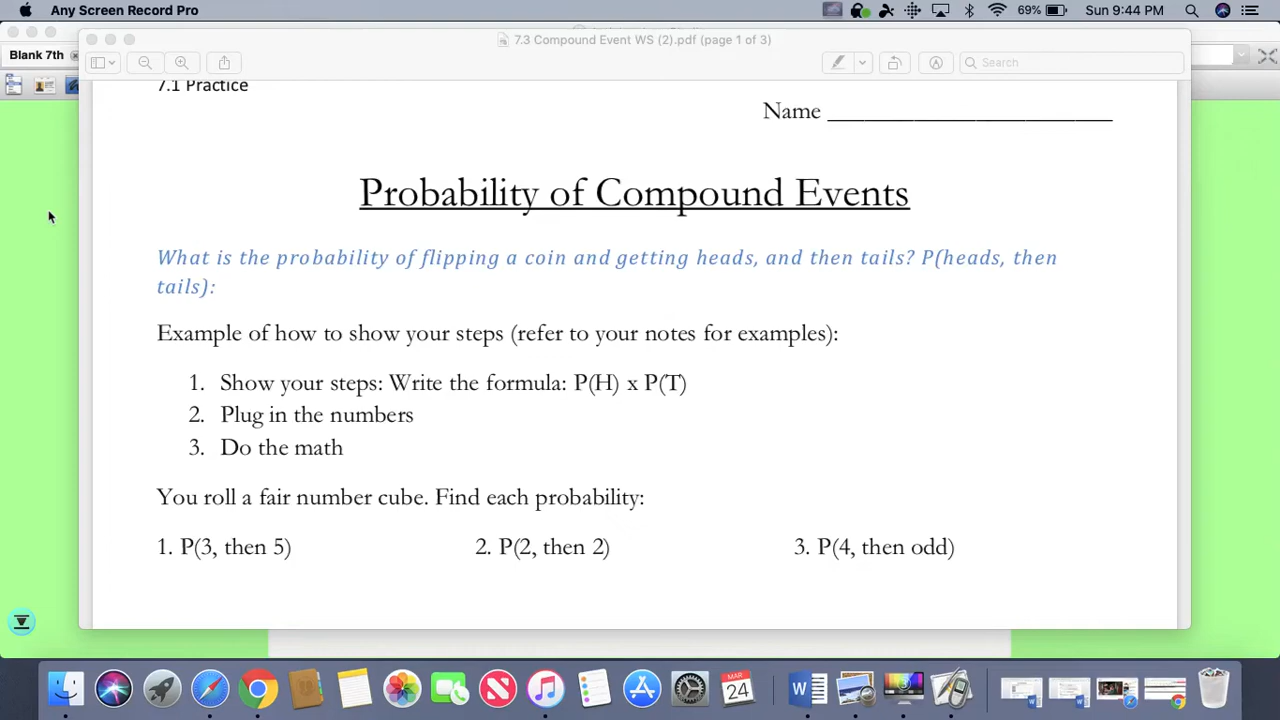 Any Screen Record Pro
69%
Sun 9:44 PM
Blank 7th
7.3 Compound Event WS (2).pdf (page 1 of 3)
Search
7.1 Practice
Name ____________________
Probability of Compound Events
What is the probability of flipping a coin and getting heads, and then tails? P(heads, then
tails):
Example of how to show your steps (refer to your notes for examples):
1. Show your steps: Write the formula: P(H) x P(T)
2. Plug in the numbers
3. Do the math
You roll a fair number cube. Find each probability:
1. P(3, then 5) 2. P(2, then 2) 3. P(4, then odd)
MAR
24